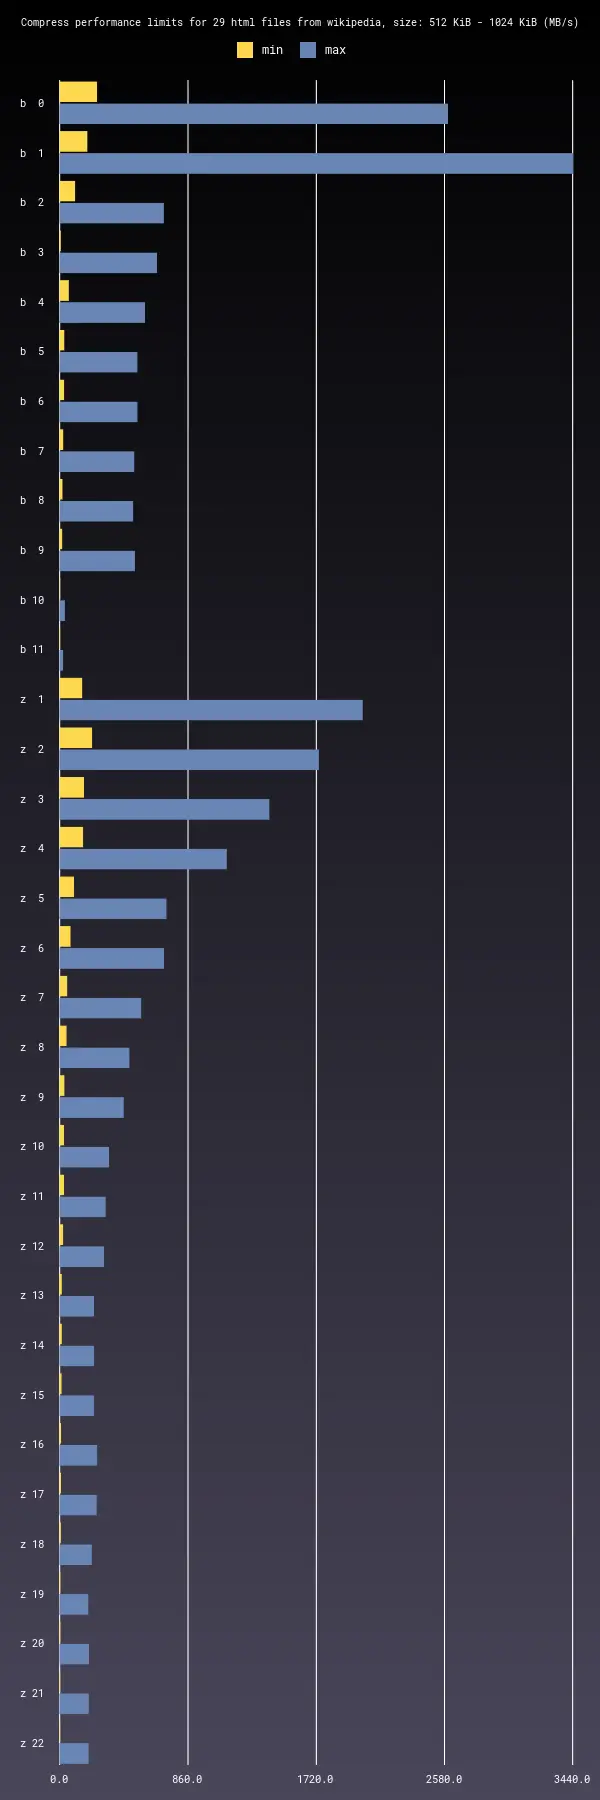 Compress performance limits for 29 html files from wikipedia, size: 512 KiB - 1024 KiB (MB/s)
min max
b 0
b 1
b 2
b 3
b 4
b 5
b 6
b 7
b 8
b 9
b 10
b 11
z 1
z 2
z 3
z 4
z 5
z 6
z 7
z 8
z 9
z 10
z 11
z 12
z 13
z 14
z 15
z 16
z 17
z 18
z 19
z 20
z 21
z 22
0.0 860.0 1720.0 2580.0 3440.0